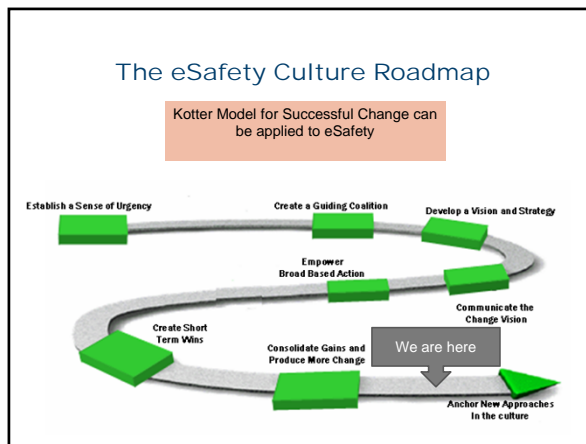 The eSafety Culture Roadmap
Kotter Model for Successful Change can
be applied to eSafety
Establish a Sense of Urgency
Create a Guiding Coalition
Develop a Vision and Strategy
Empower
Broad Based Action
Communicate the
Change Vision
Create Short
Term Wins
Consolidate Gains and
Produce More Change
We are here
Anchor New Approaches
In the culture